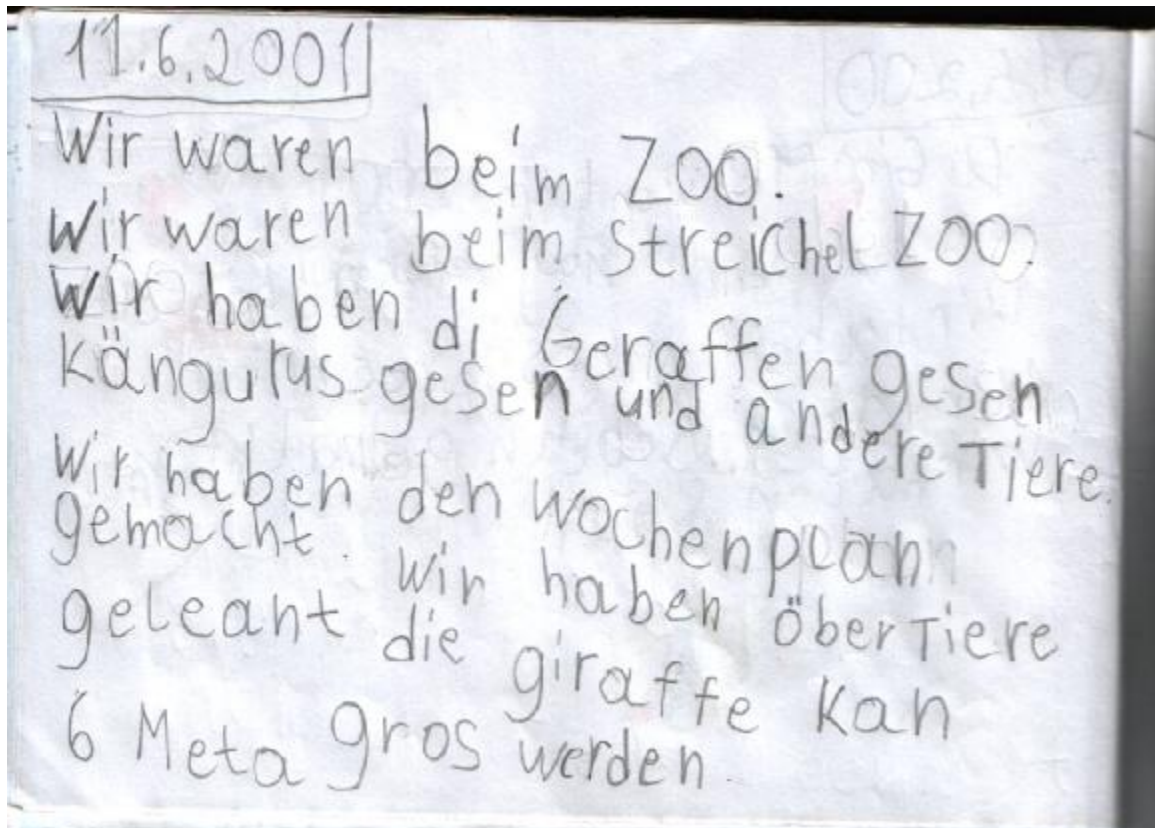 11.6.2001
Wir waren beim Zoo.
Wir waren beim streichel Zoo.
Wir haben di Geraffen gesen
Kängurus gesen und andere Tiere.
Wir haben den wochenplan
gemacht. Wir haben öber Tiere
geleant die giraffe kan
6 Meta gros werden